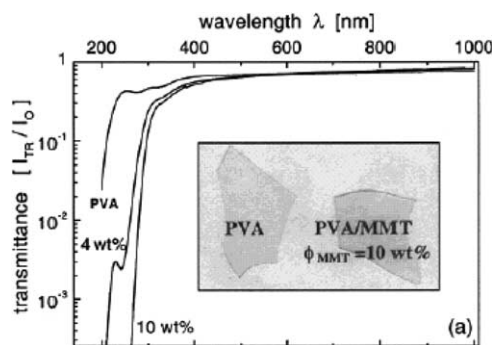 wavelength λ [nm]
200 400 600 800 1000
transmittance [ I_TR / I_O ]
1
10⁻¹
10⁻²
10⁻³
PVA
4 wt%
10 wt%
PVA PVA/MMT
ϕ_MMT =10 wt%
(a)